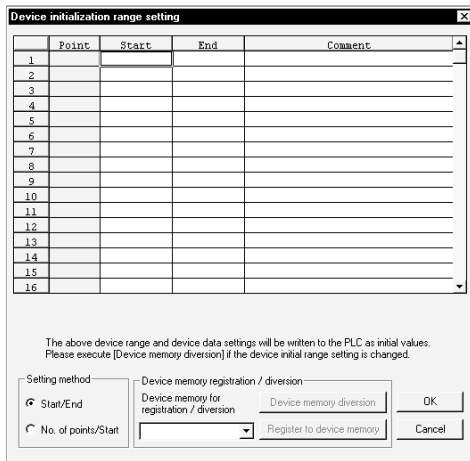 Device initialization range setting
Point Start End Comment
1
2
3
4
5
6
7
8
9
10
11
12
13
14
15
16
The above device range and device data settings will be written to the PLC as initial values.
Please execute [Device memory diversion] if the device initial range setting is changed.
Setting method
Start/End
No. of points/Start
Device memory registration / diversion
Device memory for
registration / diversion
Device memory diversion
Register to device memory
OK
Cancel